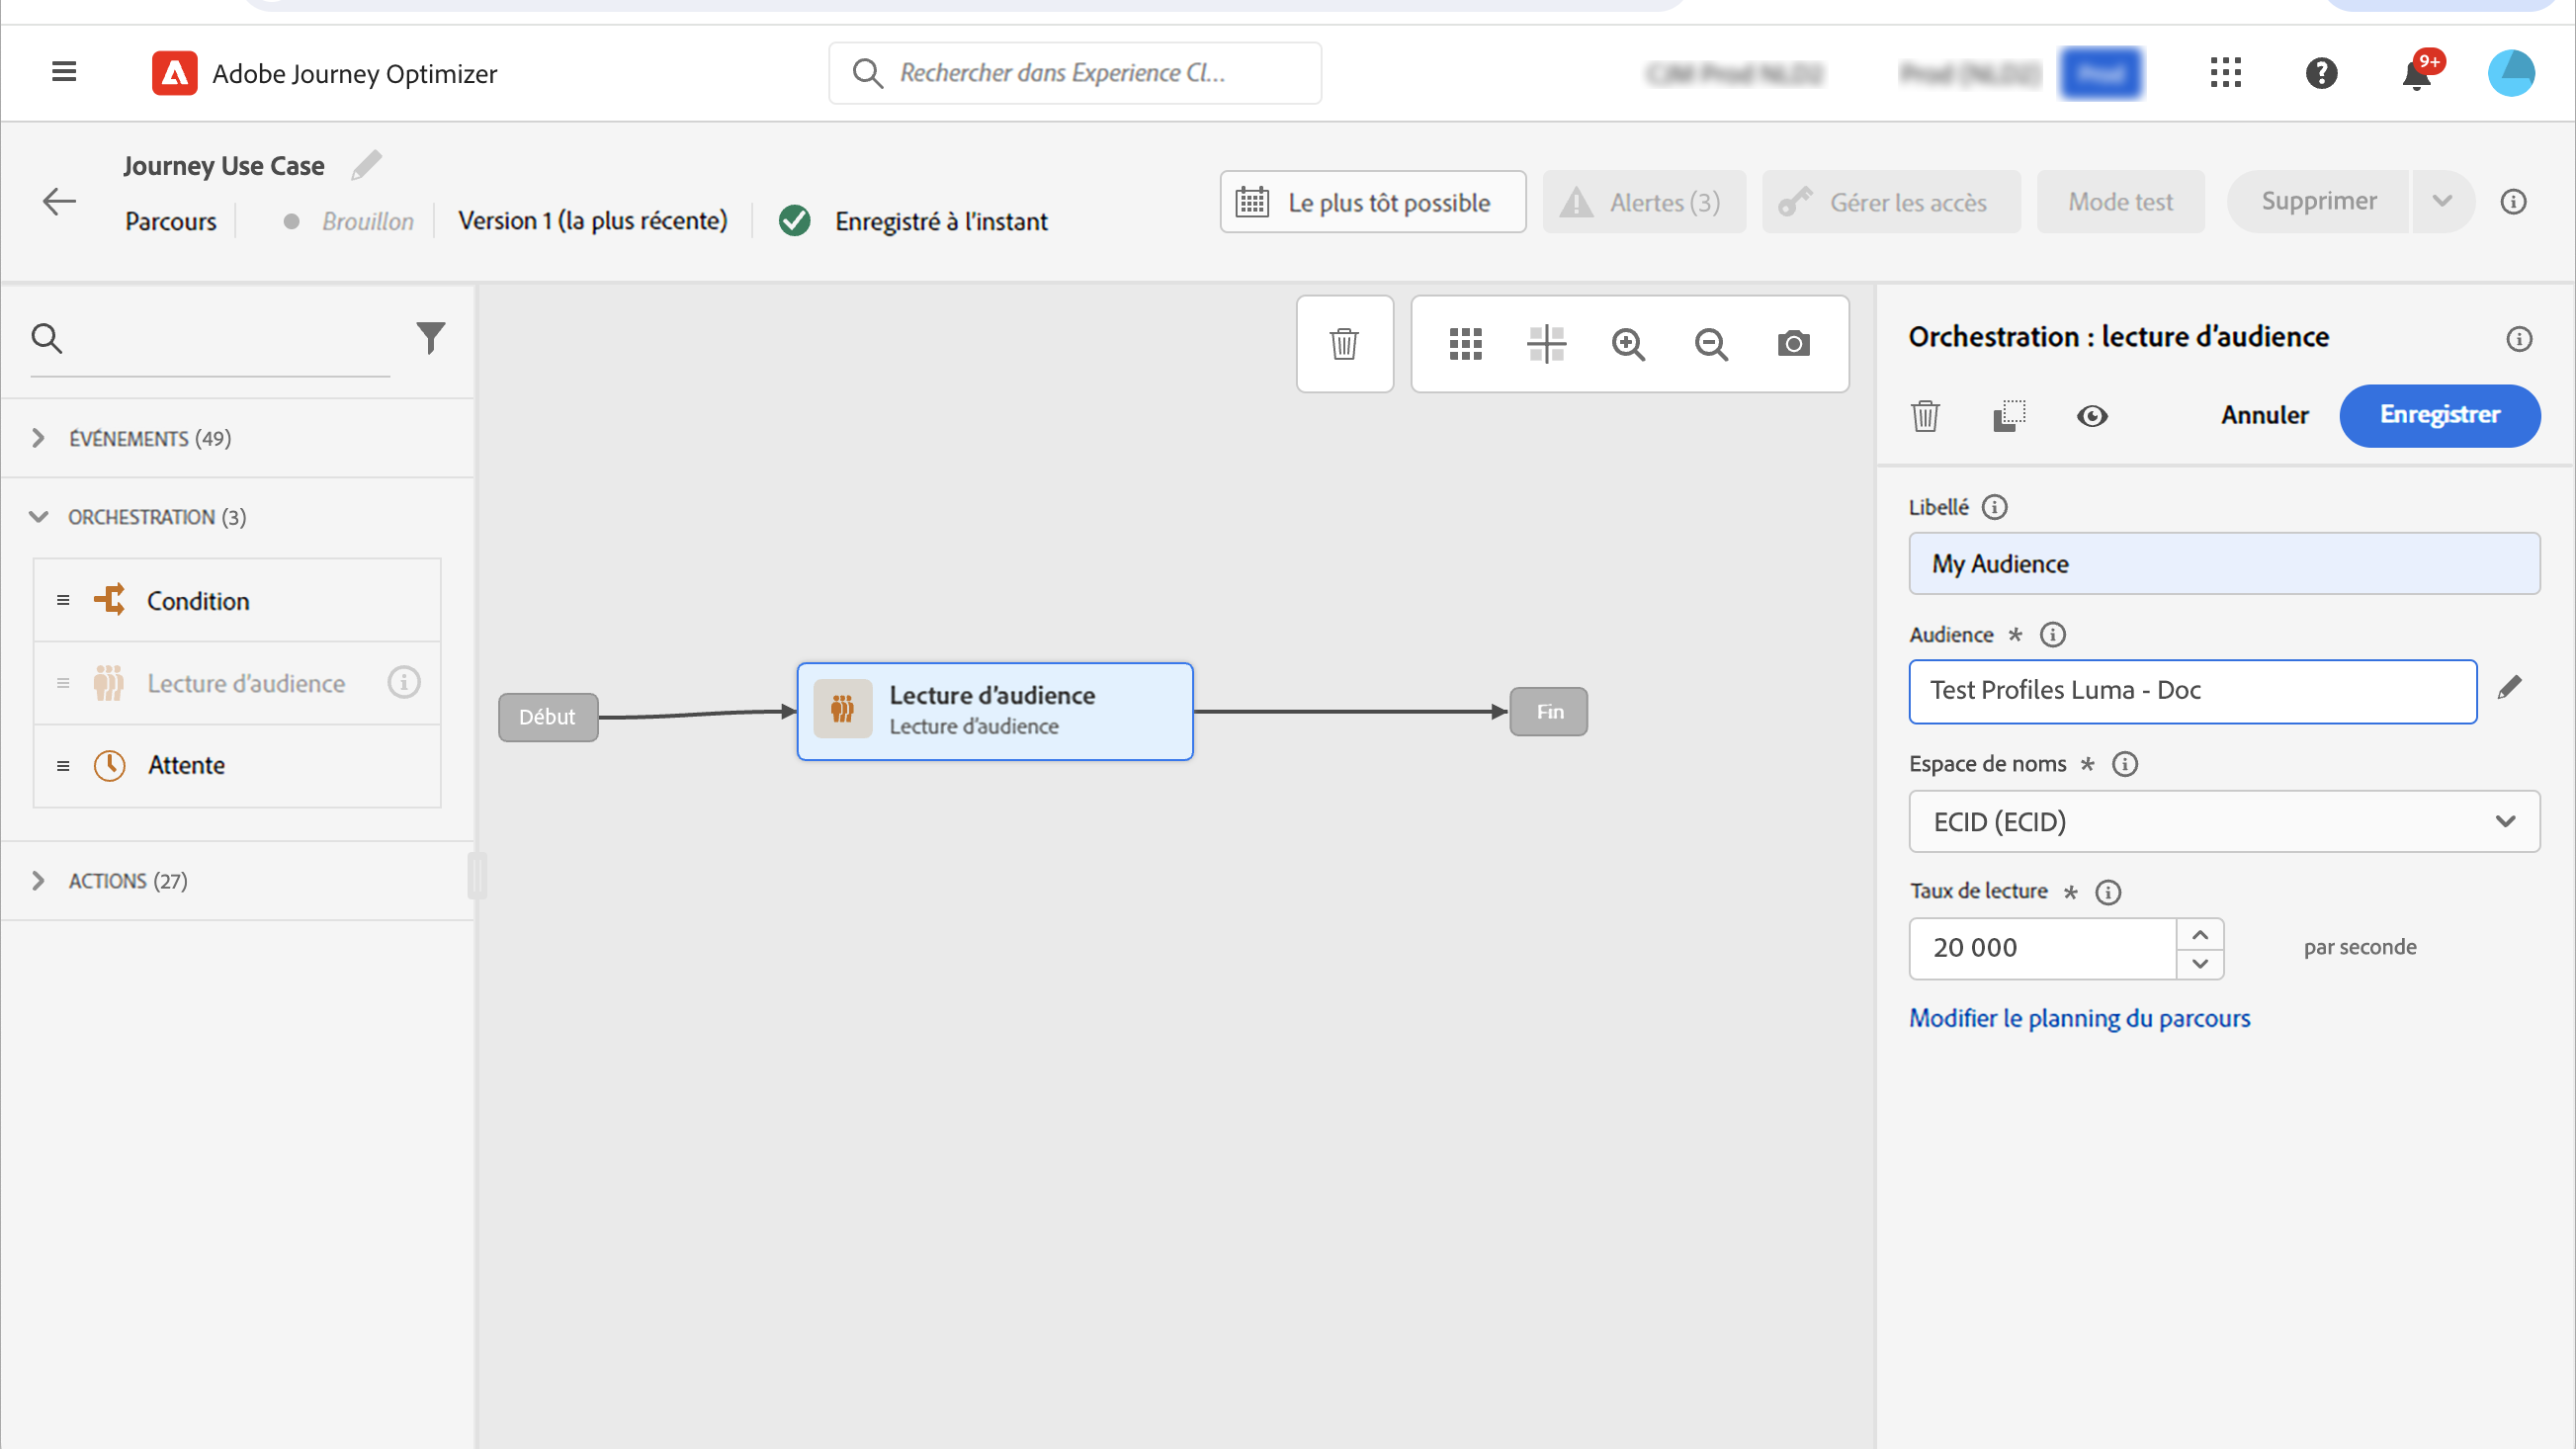 Adobe Journey Optimizer
Rechercher dans Experience Cl...
9+
Journey Use Case
Parcours
Brouillon
Version 1 (la plus récente)
Enregistré à l’instant
Le plus tôt possible
Alertes (3)
Gérer les accès
Mode test
Supprimer
ÉVÉNEMENTS (49)
ORCHESTRATION (3)
Condition
Lecture d’audience
Attente
ACTIONS (27)
Début
Lecture d’audience
Lecture d’audience
Fin
Orchestration : lecture d’audience
Annuler
Enregistrer
Libellé
My Audience
Audience *
Test Profiles Luma - Doc
Espace de noms *
ECID (ECID)
Taux de lecture *
20 000
par seconde
Modifier le planning du parcours